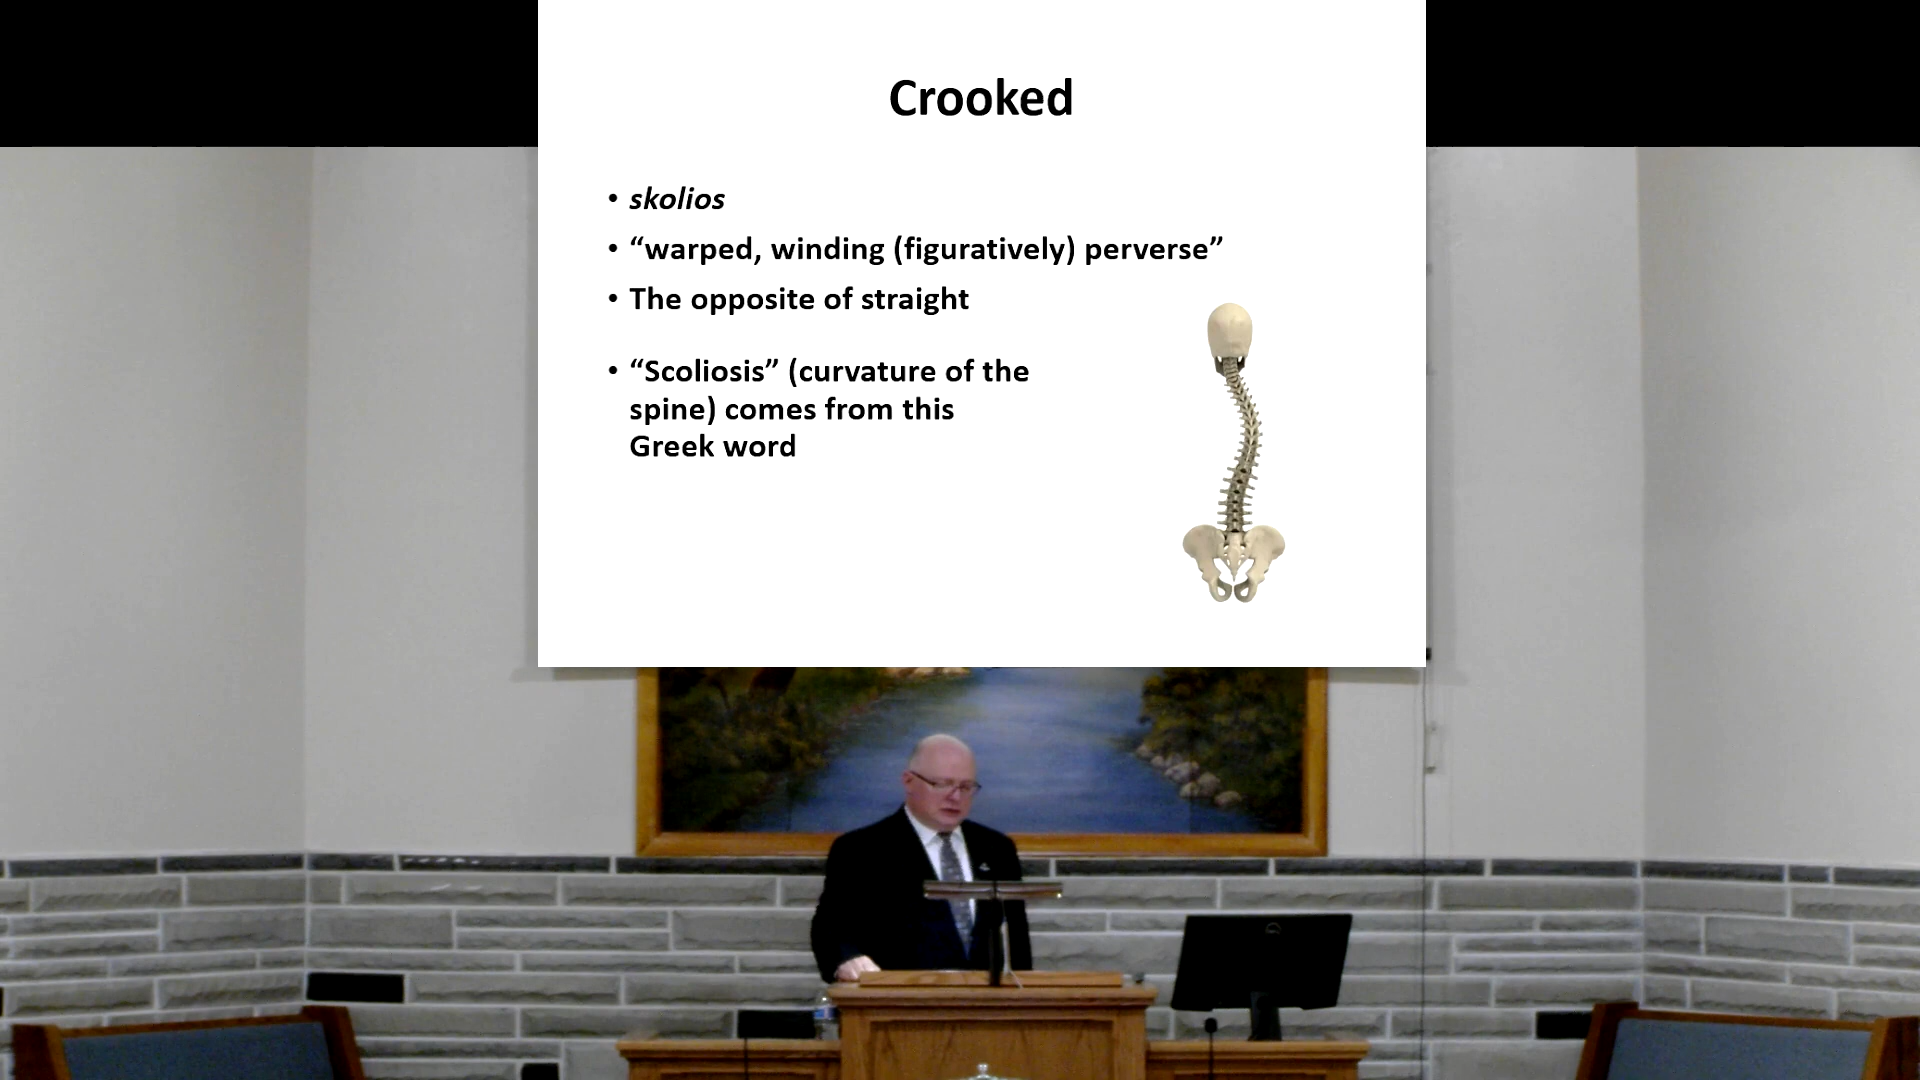 Crooked
• skolios
• “warped, winding (figuratively) perverse”
• The opposite of straight
• “Scoliosis” (curvature of the
spine) comes from this
Greek word